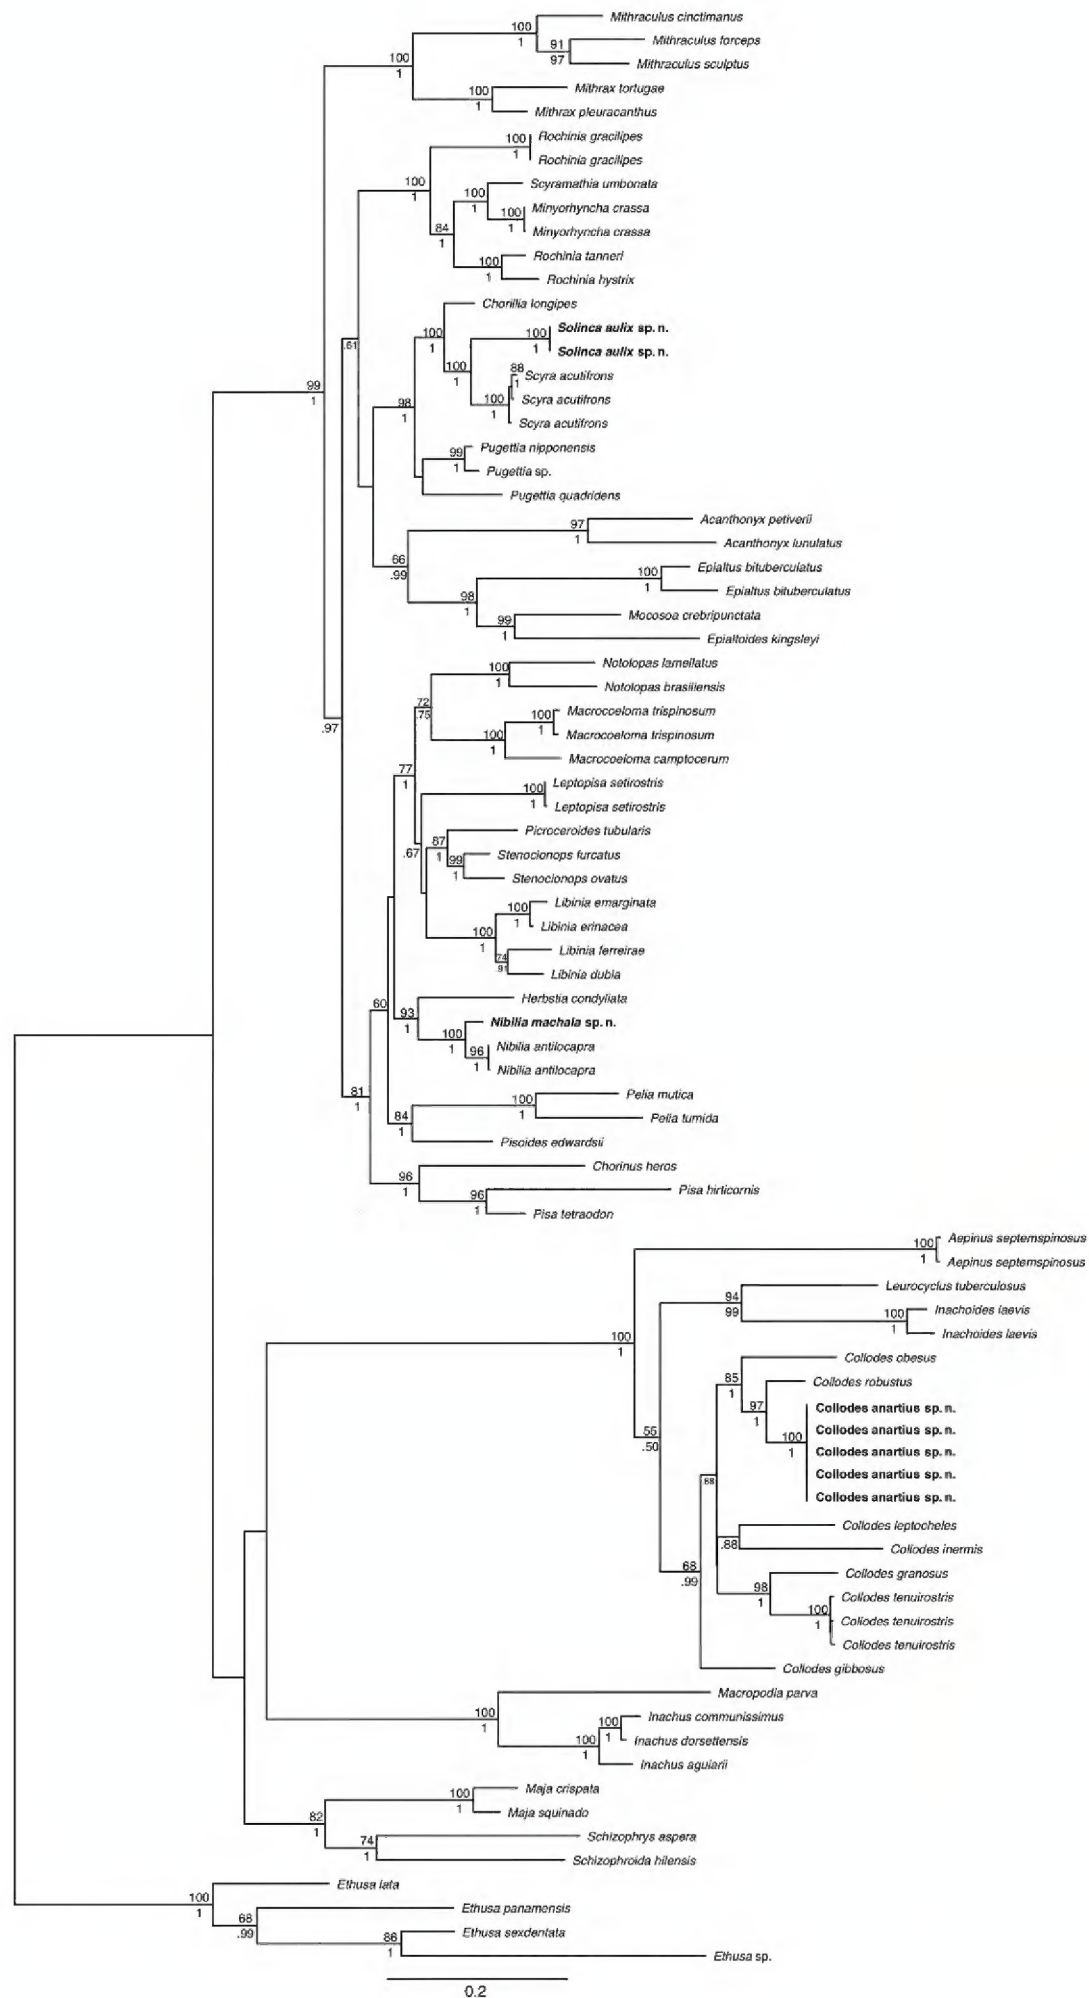 Mithraculus cinctimanus
100
1
Mithraculus forceps
91
97
Mithraculus sculptus
100
1
Mithrax tortugae
100
1
Mithrax pleuracanthus
Rochinia gracilipes
100
1
Rochinia gracilipes
100
1
Scyramathia umbonata
100
1
Minyorhyncha crassa
100
1
Minyorhyncha crassa
84
1
Rochinia tanneri
100
1
Rochinia hystrix
Chorilia longipes
100
1
Solinca aulix sp. n.
100
1
Solinca aulix sp. n.
.61
100
1
88
1
Scyra acutifrons
Scyra acutifrons
100
1
Scyra acutifrons
99
1
98
1
Pugettia nipponensis
99
1
Pugettia sp.
Pugettia quadridens
Acanthonyx petiverii
97
1
Acanthonyx lunulatus
66
.99
Epialtus bituberculatus
100
1
Epialtus bituberculatus
98
1
Mocosoa crebripunctata
99
1
Epialtoides kingsleyi
Notolopas lamellatus
100
1
Notolopas brasiliensis
72
.75
Macrocoeloma trispinosum
100
1
Macrocoeloma trispinosum
.97
100
1
Macrocoeloma camptocerum
77
1
Leptopisa setirostris
100
1
Leptopisa setirostris
Picroceroides tubularis
.67
87
1
Stenocionops furcatus
99
1
Stenocionops ovatus
Libinia emarginata
100
1
Libinia erinacea
100
1
Libinia ferreirae
74
.91
Libinia dubia
Herbstia condyliata
60
93
1
Nibilia machala sp. n.
100
1
Nibilia antilocapra
96
1
Nibilia antilocapra
81
1
Pelia mutica
100
1
Pelia tumida
84
1
Pisoides edwardsii
Chorinus heros
96
1
Pisa hirticornis
96
1
Pisa tetraodon
Aepinus septemspinosus
100
1
Aepinus septemspinosus
Leurocyclus tuberculosus
94
99
Inachoides laevis
100
1
Inachoides laevis
100
1
Collodes obesus
85
1
Collodes robustus
97
1
Collodes anartius sp. n.
Collodes anartius sp. n.
100
1
Collodes anartius sp. n.
55
.50
Collodes anartius sp. n.
Collodes anartius sp. n.
68
Collodes leptocheles
.88
Collodes inermis
68
.99
Collodes granosus
98
1
Collodes tenuirostris
100
1
Collodes tenuirostris
Collodes tenuirostris
Collodes gibbosus
Macropodia parva
100
1
Inachus communissimus
100
1
Inachus dorsettensis
100
1
Inachus aguiarii
Maja crispata
100
1
Maja squinado
82
1
Schizophrys aspera
74
1
Schizophroida hilensis
Ethusa lata
100
1
Ethusa panamensis
68
.99
Ethusa sexdentata
86
1
Ethusa sp.
0.2